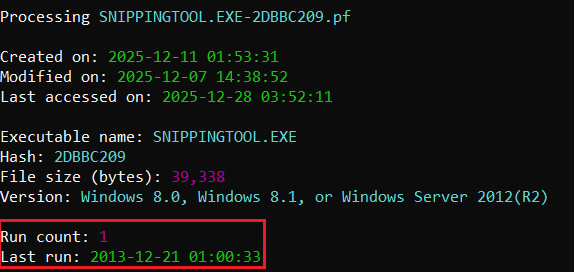 Processing SNIPPINGTOOL.EXE-2DBBC209.pf
Created on: 2025-12-11 01:53:31
Modified on: 2025-12-07 14:38:52
Last accessed on: 2025-12-28 03:52:11
Executable name: SNIPPINGTOOL.EXE
Hash: 2DBBC209
File size (bytes): 39,338
Version: Windows 8.0, Windows 8.1, or Windows Server 2012(R2)
Run count: 1
Last run: 2013-12-21 01:00:33